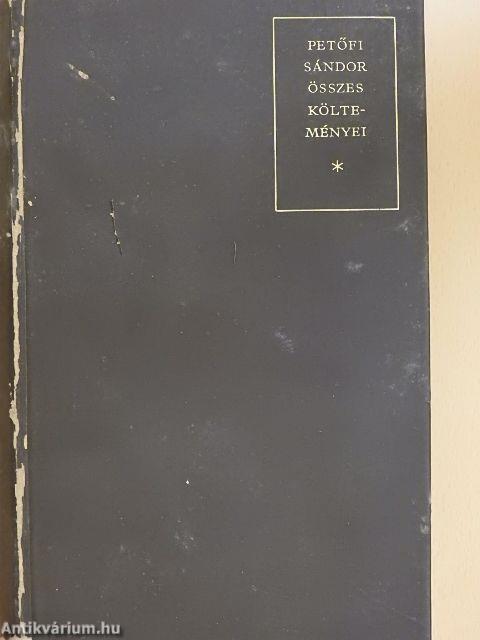 PETŐFI
SÁNDOR
ÖSSZES
KÖLTE-
MÉNYEI
*
Antikvárium.hu